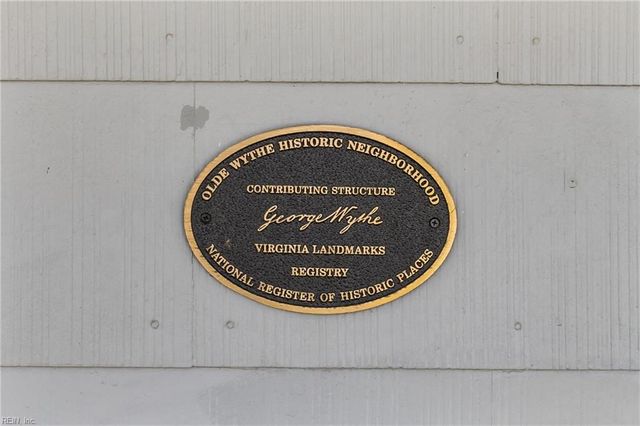 OLDE WYTHE HISTORIC NEIGHBORHOOD
CONTRIBUTING STRUCTURE
George Wythe
VIRGINIA LANDMARKS
REGISTRY
NATIONAL REGISTER OF HISTORIC PLACES
REIN, Inc.